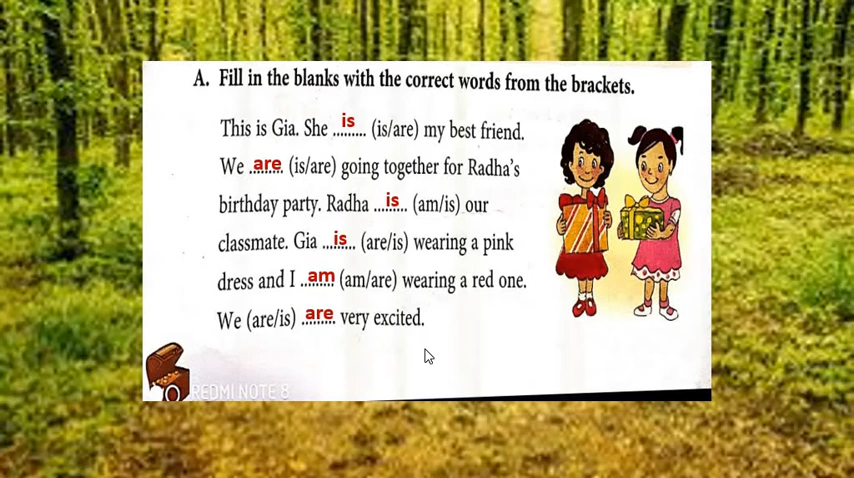 A. Fill in the blanks with the correct words from the brackets.
This is Gia. She ...is... (is/are) my best friend.
We ...are... (is/are) going together for Radha's
birthday party. Radha ...is... (am/is) our
classmate. Gia ...is... (are/is) wearing a pink
dress and I ...am... (am/are) wearing a red one.
We (are/is) ...are... very excited.
REDMI NOTE 8